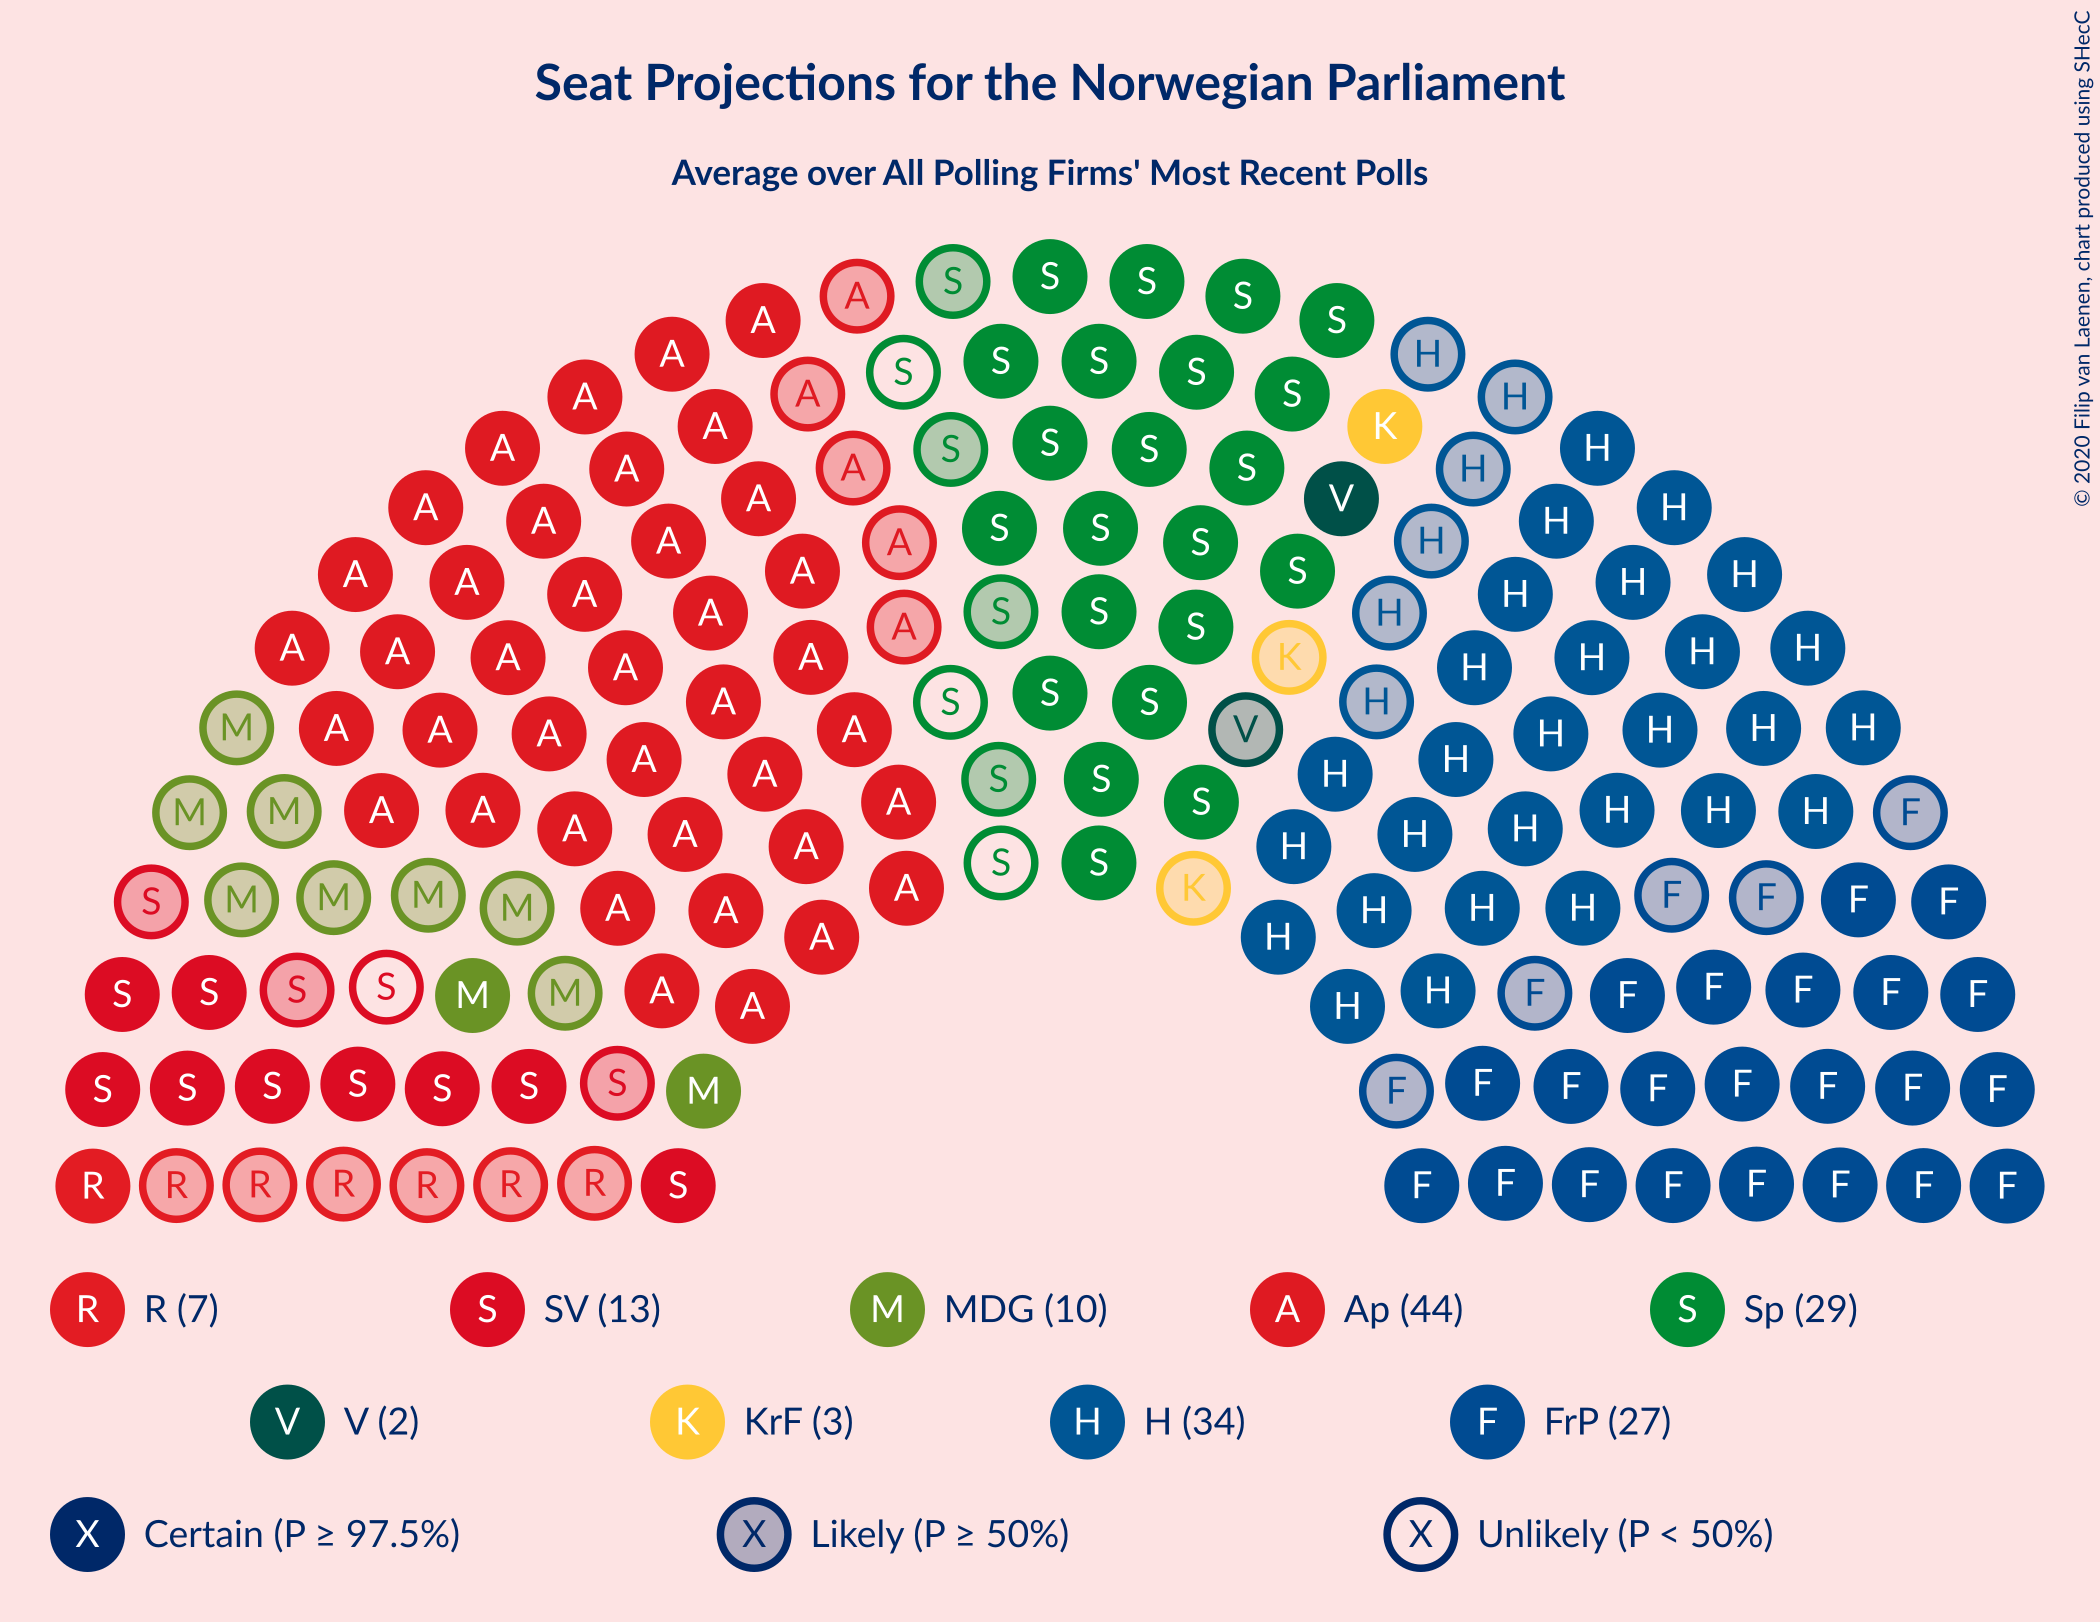 © 2020 Filip van Laenen, chart produced using SHecC
Seat Projections for the Norwegian Parliament
Average over All Polling Firms' Most Recent Polls
A A S S S S S
A S S S S H
A A S H
A A S S S K H
A A S H
A A V H
A A A S S S H H
A A A A S H H H
A A S S S H
A A A A A K H H H H
A S S S H
M A A A A A V H H H H H
M M A A A A S S S H H H H F
A A A S S H H H
S M M M M A A A K H H H F F F F
A H
S S S S M M A A H H F F F F F F
S S S S S S S M F F F F F F F F
R R R R R R R S F F F F F F F F
R R (7) S SV (13) M MDG (10) A Ap (44) S Sp (29)
V V (2) K KrF (3) H H (34) F FrP (27)
X Certain (P ≥ 97.5%) X Likely (P ≥ 50%) X Unlikely (P < 50%)